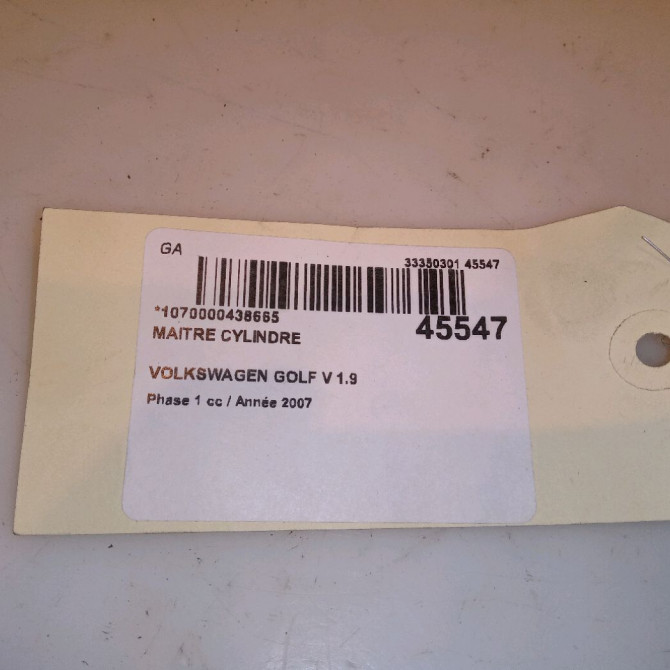 GA
33350301 45547
*1070000438665
45547
MAITRE CYLINDRE
VOLKSWAGEN GOLF V 1.9
Phase 1 cc / Année 2007